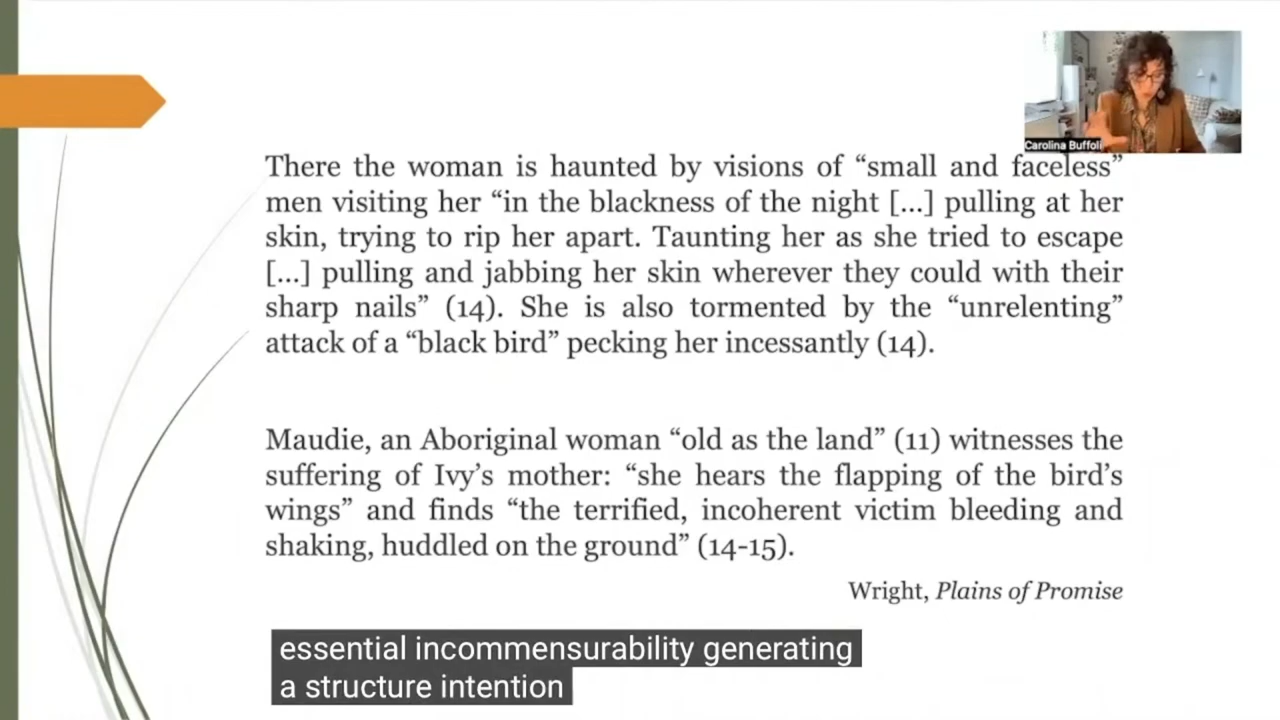 Carolina Buffoli
There the woman is haunted by visions of “small and faceless”
men visiting her “in the blackness of the night [...] pulling at her
skin, trying to rip her apart. Taunting her as she tried to escape
[...] pulling and jabbing her skin wherever they could with their
sharp nails” (14). She is also tormented by the “unrelenting”
attack of a “black bird” pecking her incessantly (14).
Maudie, an Aboriginal woman “old as the land” (11) witnesses the
suffering of Ivy’s mother: “she hears the flapping of the bird’s
wings” and finds “the terrified, incoherent victim bleeding and
shaking, huddled on the ground” (14-15).
Wright, Plains of Promise
essential incommensurability generating
a structure intention